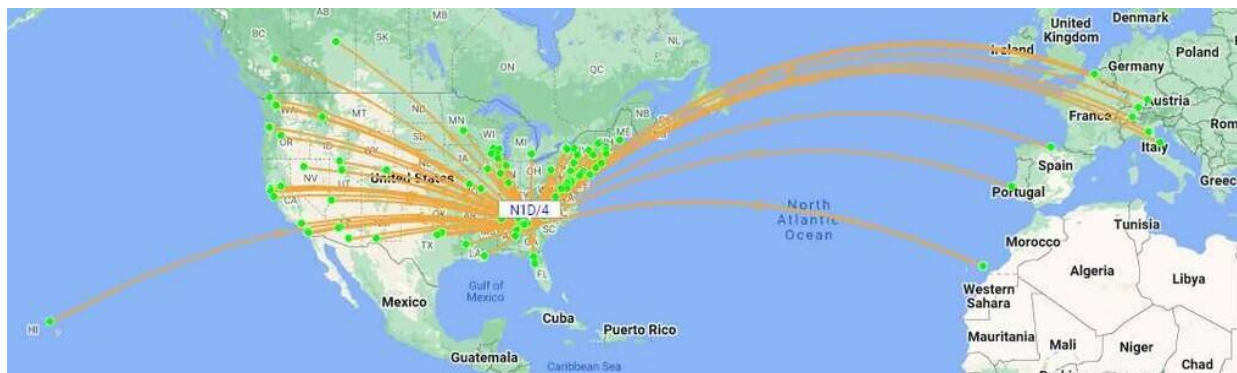 AB
MB
BC
SK
ON
QC
NL
NB
ME
WA
MT
ND
MN
WI
MI
OR
ID
WY
IA
OH
NV
UT
United States
CA
OK
N1D/4
SC
GA
TX
LA
FL
HI
Mexico
Gulf of
Mexico
Cuba
Puerto Rico
Guatemala
Caribbean Sea
North
Atlantic
Ocean
United
Kingdom
Denmark
Ireland
Poland
Germany
Austria
France
Rom
Italy
Spain
Portugal
Greec
Tunisia
Morocco
Algeria
Libya
Western
Sahara
Mauritania
Mali
Niger
Chad